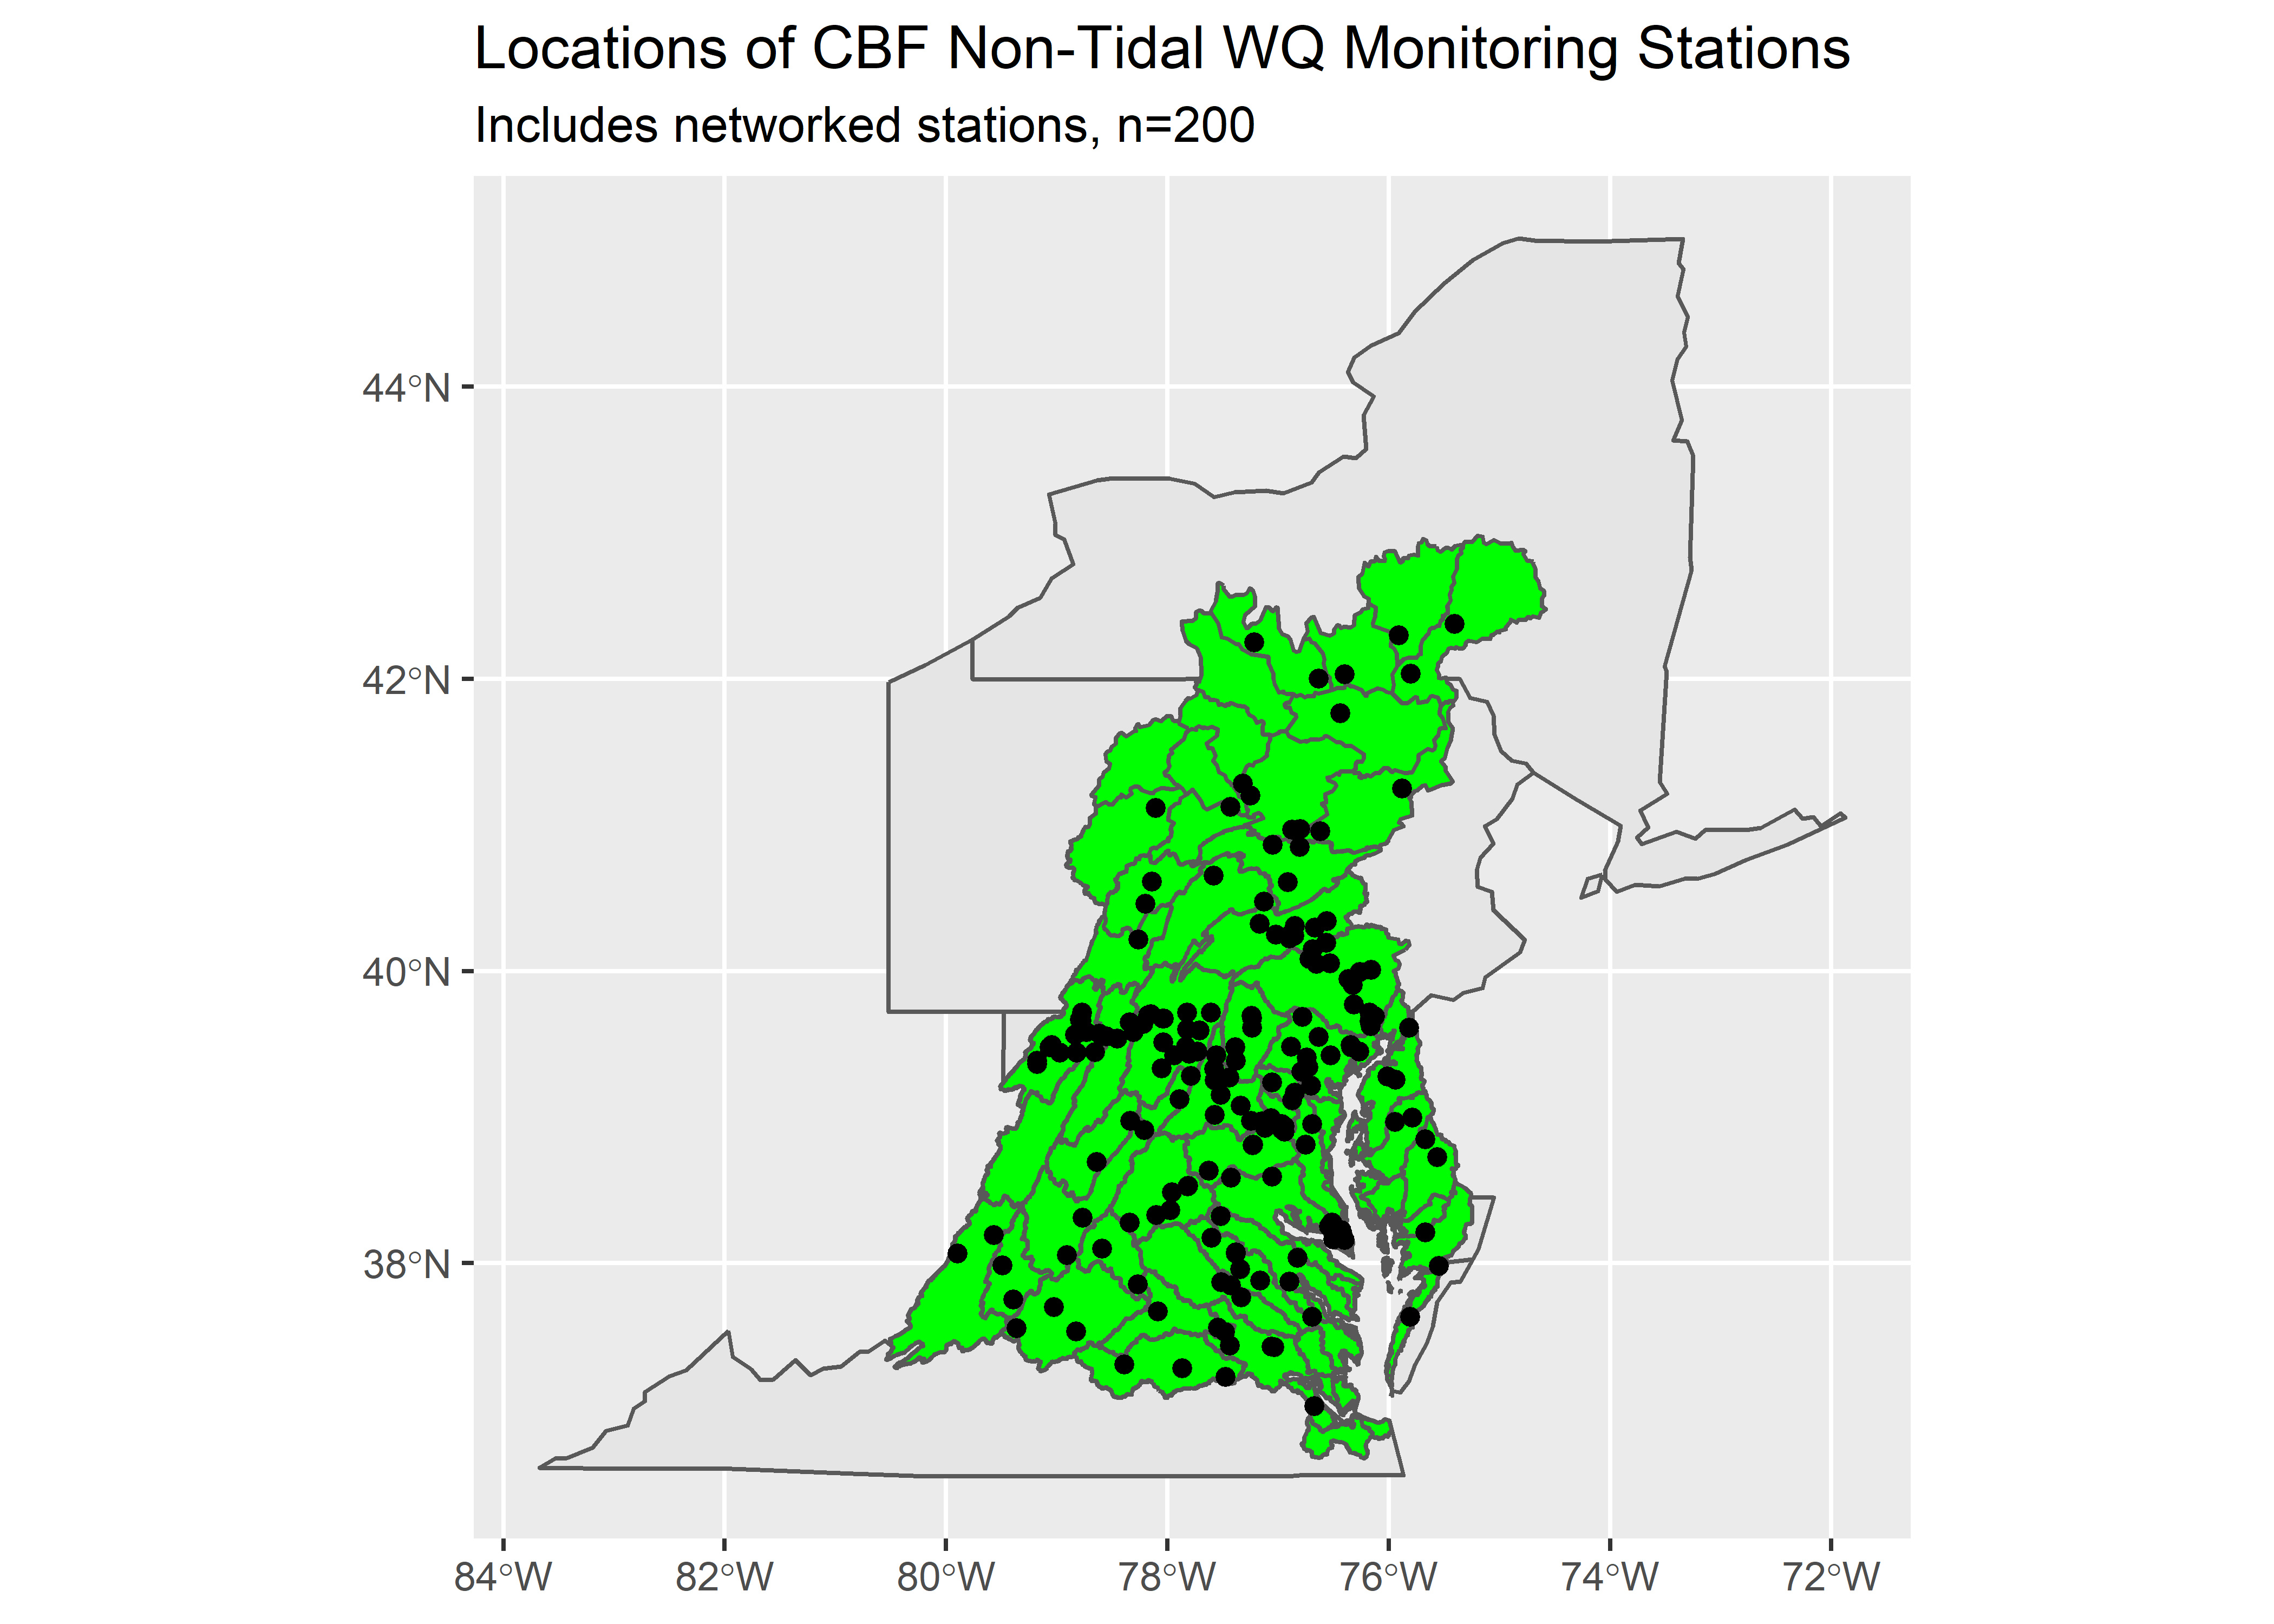 Locations of CBF Non-Tidal WQ Monitoring Stations
Includes networked stations, n=200
44°N
42°N
40°N
38°N
84°W 82°W 80°W 78°W 76°W 74°W 72°W